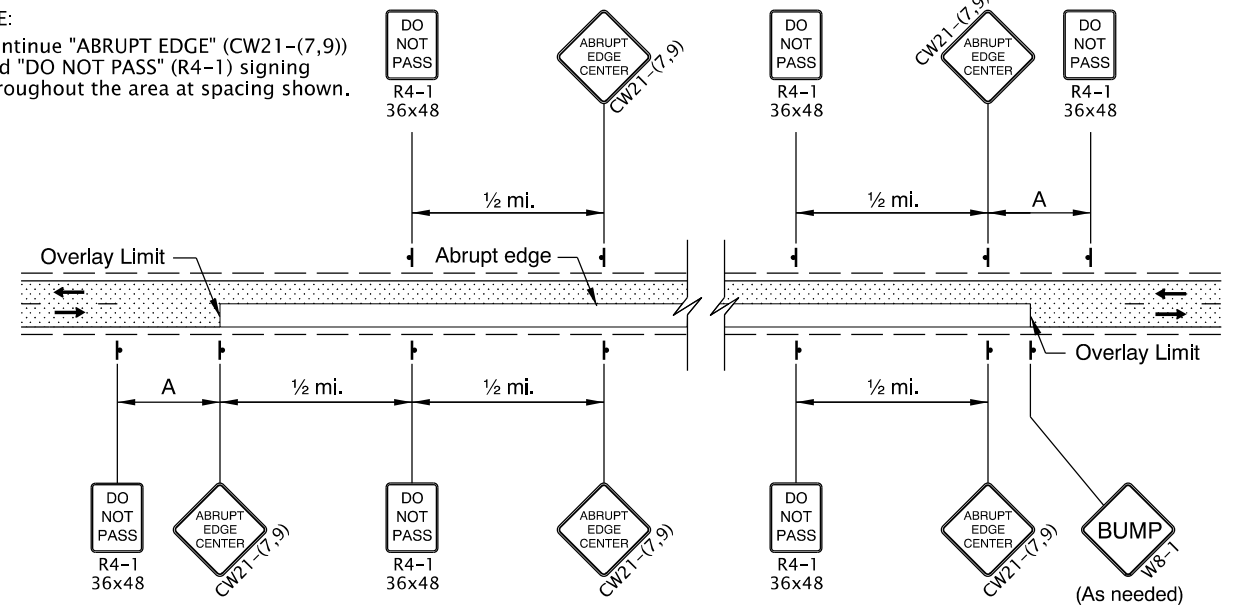 E:
ntinue "ABRUPT EDGE" (CW21-(7,9))
d "DO NOT PASS" (R4-1) signing
roughout the area at spacing shown.
DO
NOT
PASS
R4-1
36x48
ABRUPT
EDGE
CENTER
CW21-(7,9)
DO
NOT
PASS
R4-1
36x48
CW21-(7,9)
ABRUPT
EDGE
CENTER
DO
NOT
PASS
R4-1
36x48
½ mi.
½ mi.
A
Overlay Limit
Abrupt edge
Overlay Limit
A
½ mi.
½ mi.
½ mi.
DO
NOT
PASS
R4-1
36x48
ABRUPT
EDGE
CENTER
CW21-(7,9)
DO
NOT
PASS
R4-1
36x48
ABRUPT
EDGE
CENTER
CW21-(7,9)
DO
NOT
PASS
R4-1
36x48
ABRUPT
EDGE
CENTER
CW21-(7,9)
BUMP
W8-1
(As needed)